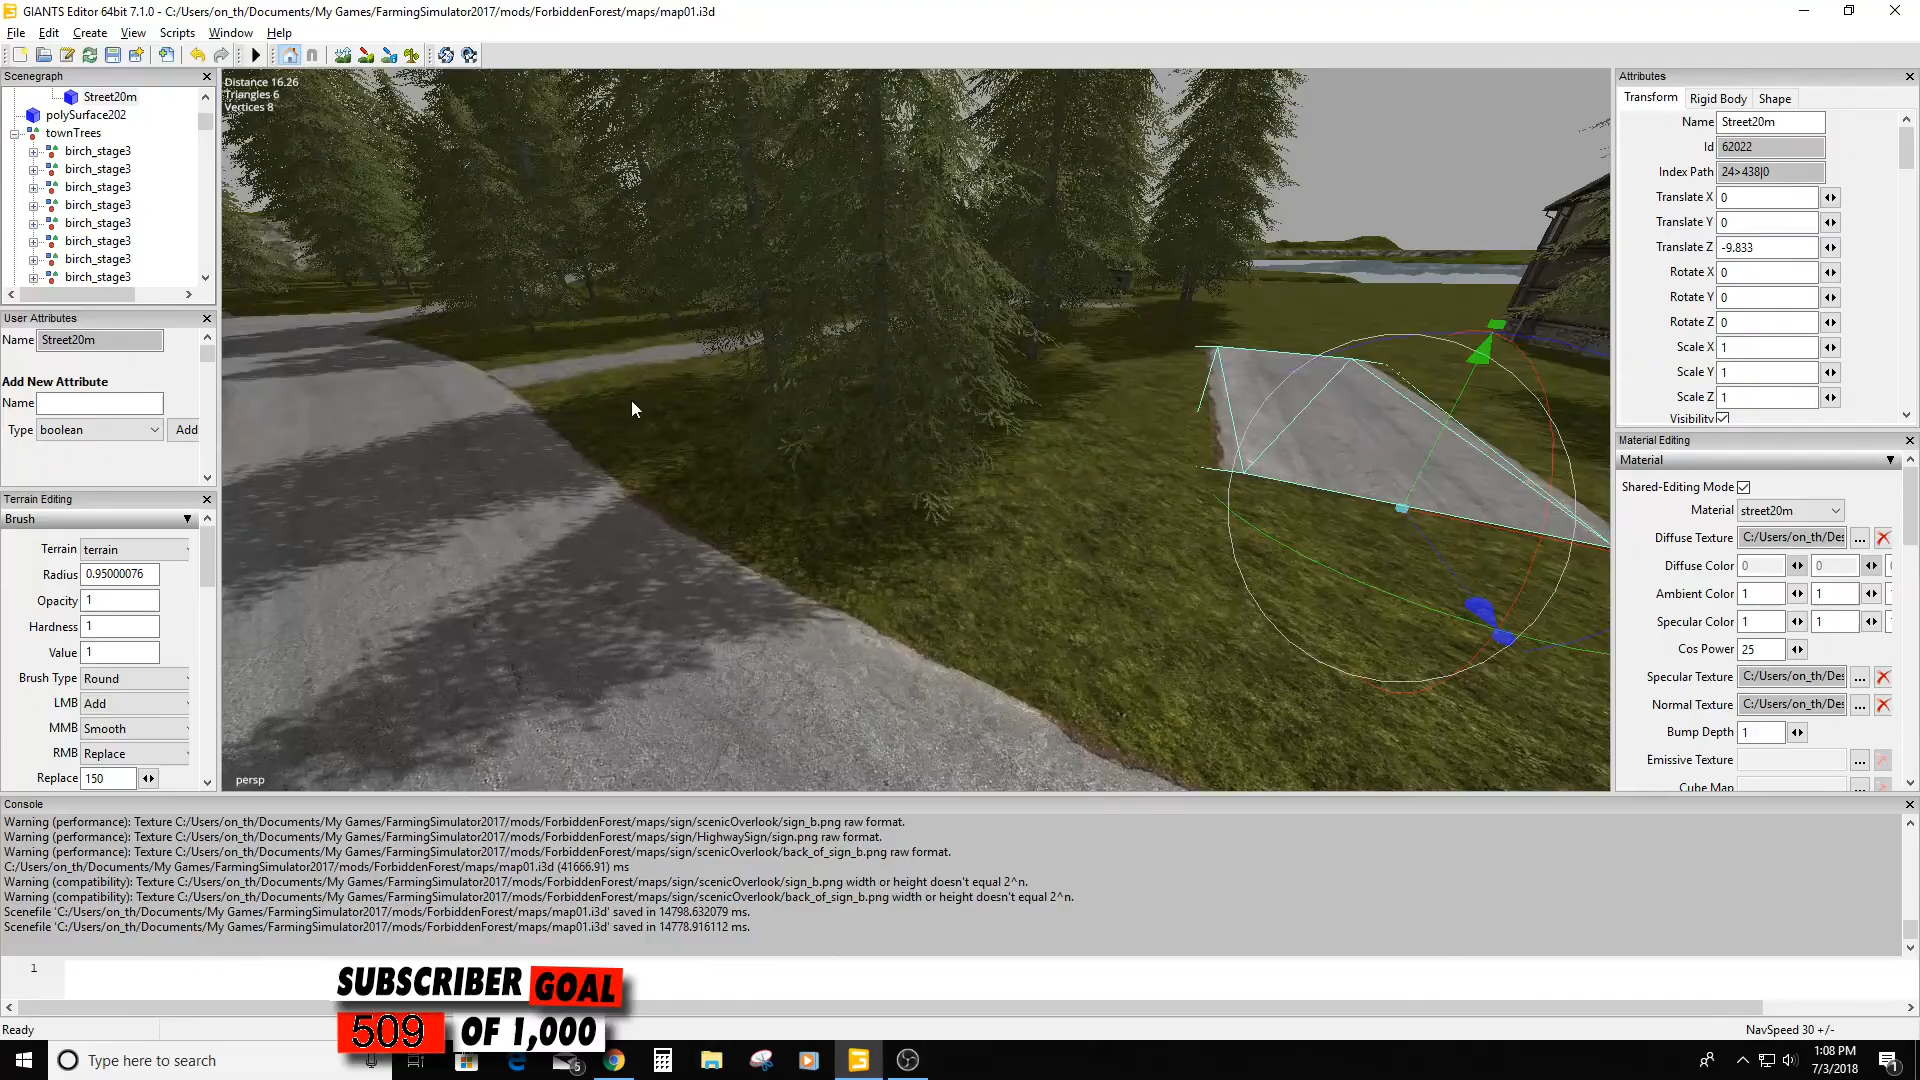 GIANTS Editor 64bit 7.1.0 - C:/Users/on_th/Documents/My Games/FarmingSimulator2017/mods/ForbiddenForest/maps/map01.i3d
File Edit Create View Scripts Window Help
Scenegraph
Street20m
polySurface202
townTrees
birch_stage3
birch_stage3
birch_stage3
birch_stage3
birch_stage3
birch_stage3
birch_stage3
birch_stage3
User Attributes
Name Street20m
Add New Attribute
Name
Type boolean Add
Terrain Editing
Brush
Terrain terrain
Radius 0.95000076
Opacity 1
Hardness 1
Value 1
Brush Type Round
LMB Add
MMB Smooth
RMB Replace
Replace 150
Distance 16.26
Triangles 6
Vertices 8
persp
Attributes
Transform Rigid Body Shape
Name Street20m
Id 62022
Index Path 24>438|0
Translate X 0
Translate Y 0
Translate Z -9.833
Rotate X 0
Rotate Y 0
Rotate Z 0
Scale X 1
Scale Y 1
Scale Z 1
Visibility
Material Editing
Material
Shared-Editing Mode
Material street20m
Diffuse Texture C:/Users/on_th/Des ...
Diffuse Color 0 0
Ambient Color 1 1
Specular Color 1 1
Cos Power 25
Specular Texture C:/Users/on_th/Des ...
Normal Texture C:/Users/on_th/Des ...
Bump Depth 1
Emissive Texture ...
Cube Map
Console
Warning (performance): Texture C:/Users/on_th/Documents/My Games/FarmingSimulator2017/mods/ForbiddenForest/maps/sign/scenicOverlook/sign_b.png raw format.
Warning (performance): Texture C:/Users/on_th/Documents/My Games/FarmingSimulator2017/mods/ForbiddenForest/maps/sign/HighwaySign/sign.png raw format.
Warning (performance): Texture C:/Users/on_th/Documents/My Games/FarmingSimulator2017/mods/ForbiddenForest/maps/sign/scenicOverlook/back_of_sign_b.png raw format.
C:/Users/on_th/Documents/My Games/FarmingSimulator2017/mods/ForbiddenForest/maps/map01.i3d (41666.91) ms
Warning (compatibility): Texture C:/Users/on_th/Documents/My Games/FarmingSimulator2017/mods/ForbiddenForest/maps/sign/scenicOverlook/sign_b.png width or height doesn't equal 2^n.
Warning (compatibility): Texture C:/Users/on_th/Documents/My Games/FarmingSimulator2017/mods/ForbiddenForest/maps/sign/scenicOverlook/back_of_sign_b.png width or height doesn't equal 2^n.
Scenefile 'C:/Users/on_th/Documents/My Games/FarmingSimulator2017/mods/ForbiddenForest/maps/map01.i3d' saved in 14798.632079 ms.
Scenefile 'C:/Users/on_th/Documents/My Games/FarmingSimulator2017/mods/ForbiddenForest/maps/map01.i3d' saved in 14778.916112 ms.
1
SUBSCRIBER GOAL
509 OF 1,000
Ready
NavSpeed 30 +/-
Type here to search
5
1:08 PM
7/3/2018
1